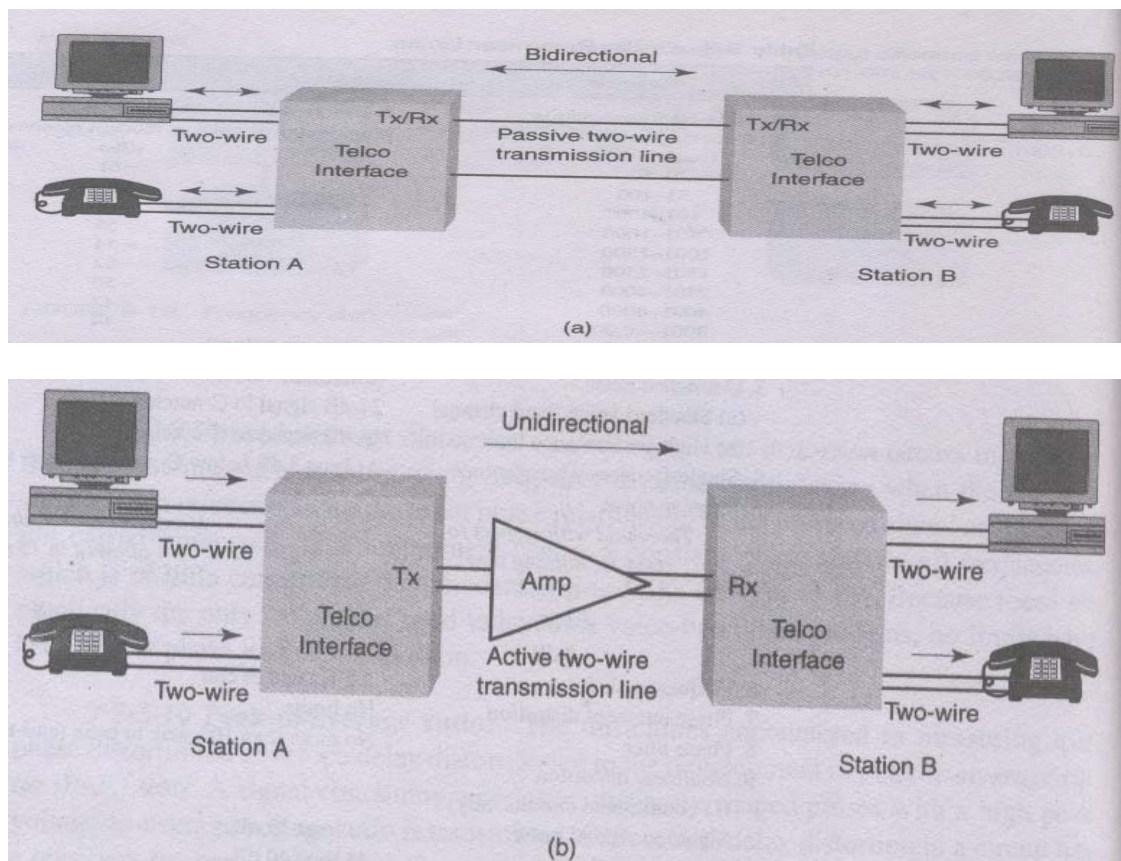 Bidirectional
Two-wire
Tx/Rx
Telco
Interface
Passive two-wire
transmission line
Tx/Rx
Telco
Interface
Two-wire
Two-wire
Station A
Two-wire
Station B
(a)
Unidirectional
Two-wire
Tx
Telco
Interface
Amp
Active two-wire
transmission line
Rx
Telco
Interface
Two-wire
Two-wire
Station A
Two-wire
Station B
(b)